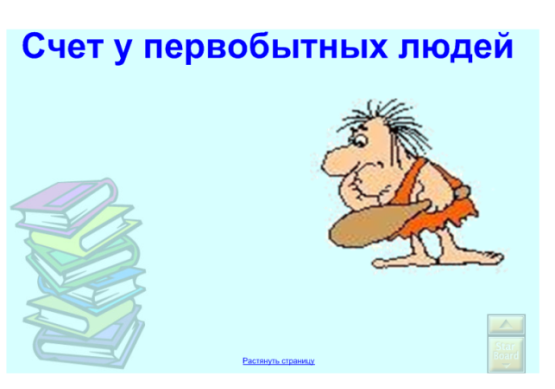 Счет у первобытных людей
Растянуть страницу